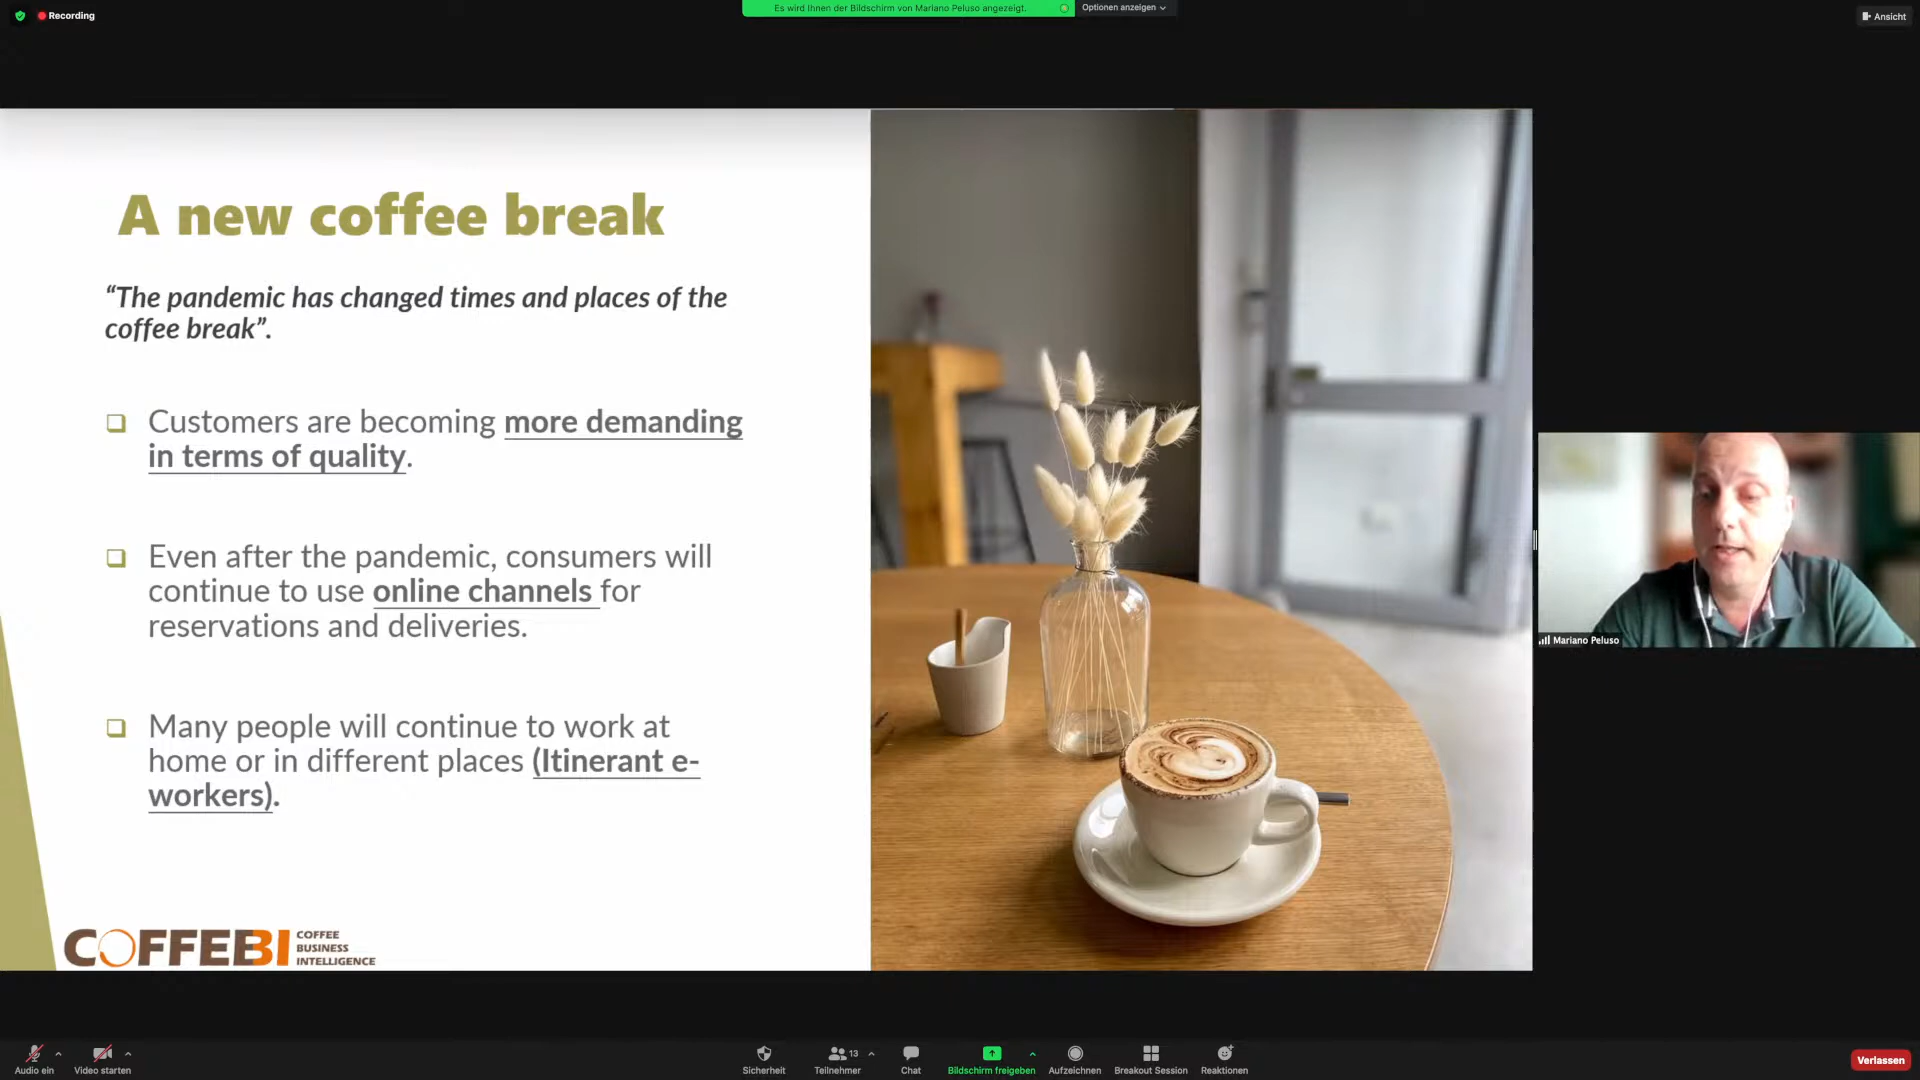 Recording
Es wird Ihnen der Bildschirm von Mariano Peluso angezeigt.
Optionen anzeigen
Ansicht
A new coffee break
“The pandemic has changed times and places of the
coffee break”.
Customers are becoming more demanding
in terms of quality.
Even after the pandemic, consumers will
continue to use online channels for
reservations and deliveries.
Many people will continue to work at
home or in different places (Itinerant e-
workers).
COFFEBI
COFFEE
BUSINESS
INTELLIGENCE
Mariano Peluso
Audio ein
Video starten
Sicherheit
13
Teilnehmer
Chat
Bildschirm freigeben
Aufzeichnen
Breakout Session
Reaktionen
Verlassen